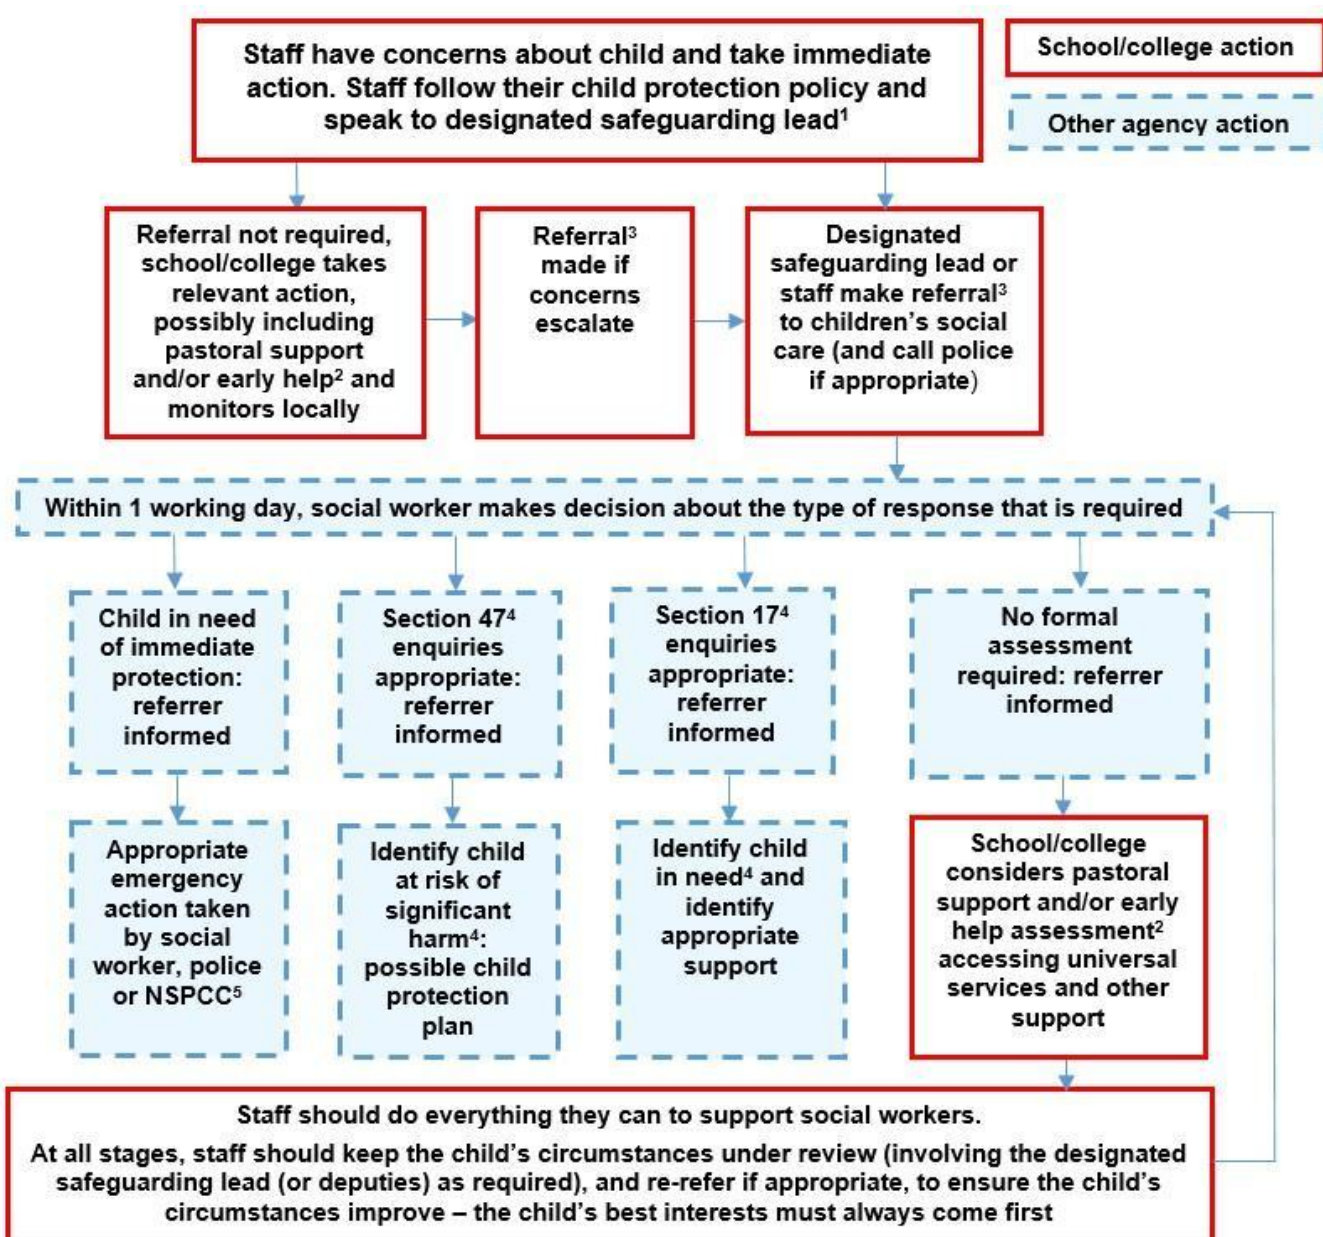 Staff have concerns about child and take immediate
action. Staff follow their child protection policy and
speak to designated safeguarding lead¹
School/college action
Other agency action
Referral not required,
school/college takes
relevant action,
possibly including
pastoral support
and/or early help² and
monitors locally
Referral³
made if
concerns
escalate
Designated
safeguarding lead or
staff make referral³
to children’s social
care (and call police
if appropriate)
Within 1 working day, social worker makes decision about the type of response that is required
Child in need
of immediate
protection:
referrer
informed
Section 47⁴
enquiries
appropriate:
referrer
informed
Section 17⁴
enquiries
appropriate:
referrer
informed
No formal
assessment
required: referrer
informed
Appropriate
emergency
action taken
by social
worker, police
or NSPCC⁵
Identify child
at risk of
significant
harm⁴:
possible child
protection
plan
Identify child
in need⁴ and
identify
appropriate
support
School/college
considers pastoral
support and/or early
help assessment²
accessing universal
services and other
support
Staff should do everything they can to support social workers.
At all stages, staff should keep the child’s circumstances under review (involving the designated
safeguarding lead (or deputies) as required), and re-refer if appropriate, to ensure the child’s
circumstances improve – the child’s best interests must always come first